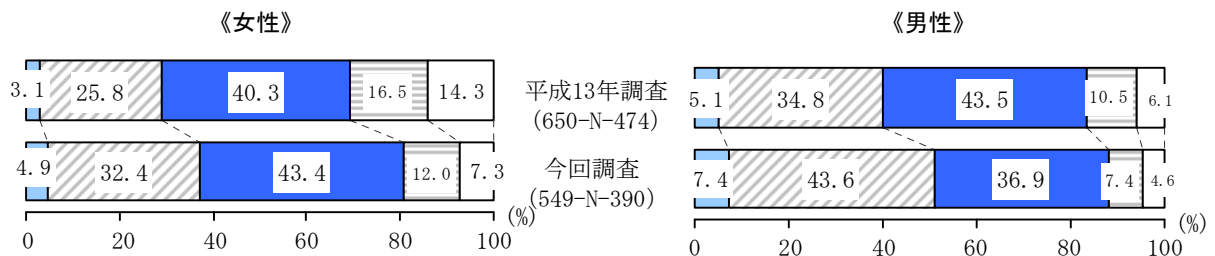 《女性》
《男性》
3.1 25.8 40.3 16.5 14.3
平成13年調査
(650-N-474)
5.1 34.8 43.5 10.5 6.1
4.9 32.4 43.4 12.0 7.3
今回調査
(549-N-390)
7.4 43.6 36.9 7.4 4.6
0 20 40 60 80 100 (%)
0 20 40 60 80 100 (%)